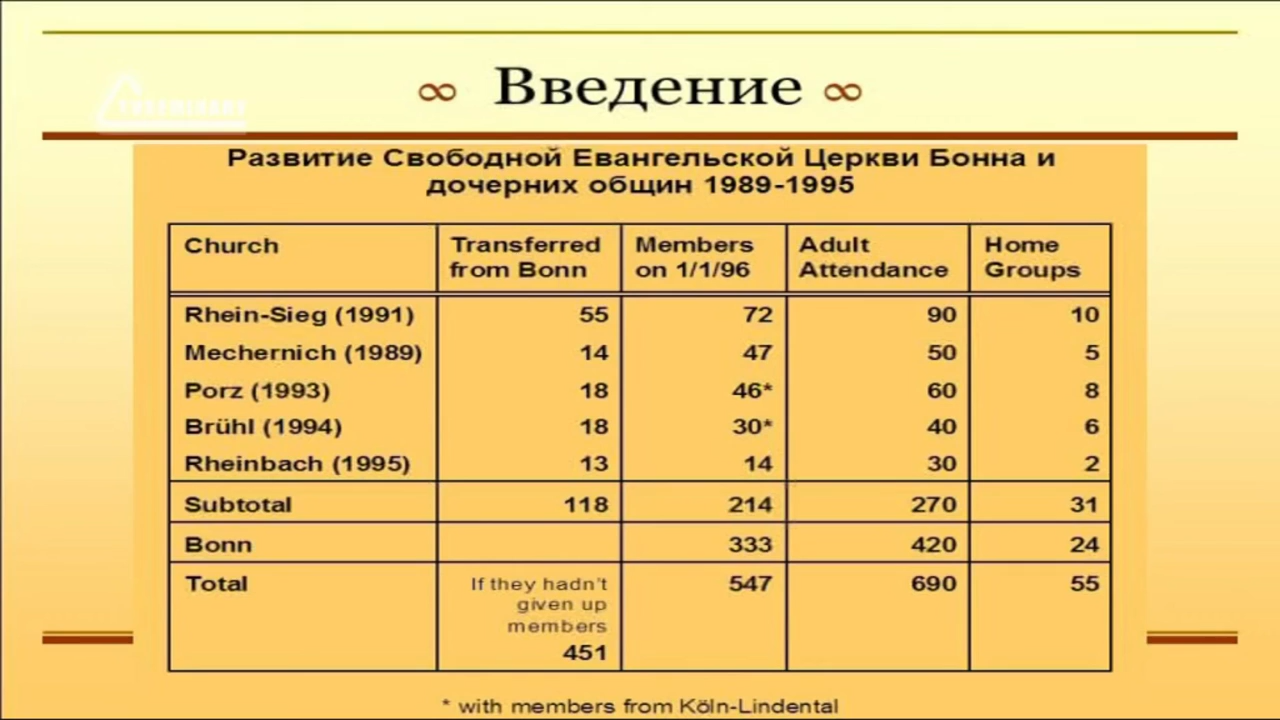 ∞ Введение ∞
Развитие Свободной Евангельской Церкви Бонна и
дочерних общин 1989-1995
Church Transferred from Bonn Members on 1/1/96 Adult Attendance Home Groups
Rhein-Sieg (1991) 55 72 90 10
Mechernich (1989) 14 47 50 5
Porz (1993) 18 46* 60 8
Brühl (1994) 18 30* 40 6
Rheinbach (1995) 13 14 30 2
Subtotal 118 214 270 31
Bonn 333 420 24
Total If they hadn't given up members 451 547 690 55
* with members from Köln-Lindental